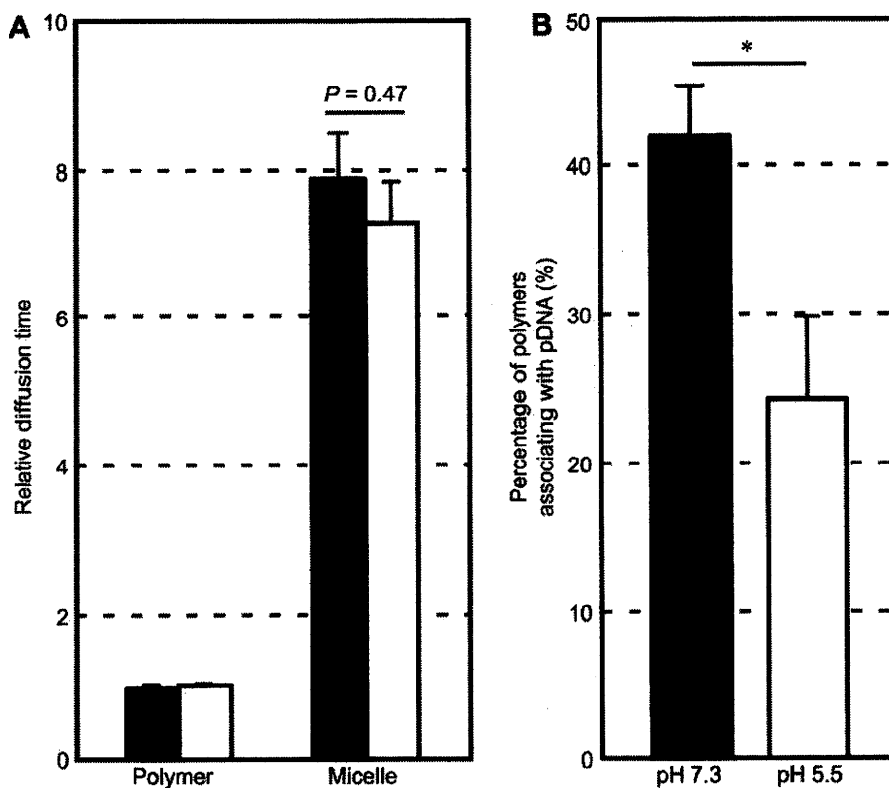 A
Relative diffusion time
10
8
6
4
2
0
P = 0.47
Polymer
Micelle
B
Percentage of polymers
associating with pDNA (%)
50
40
30
20
10
0
*
pH 7.3
pH 5.5